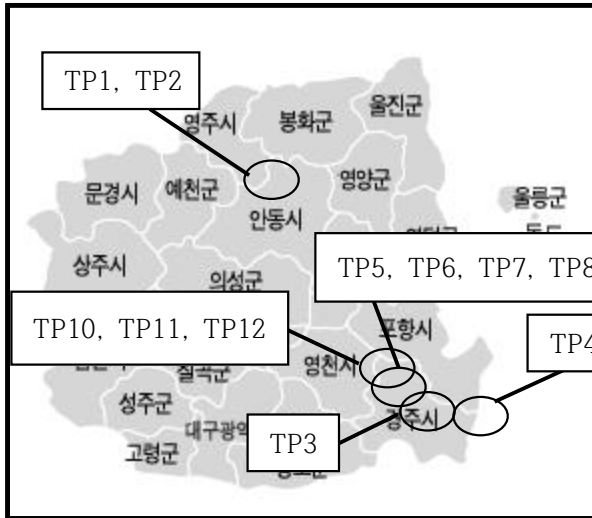 TP1, TP2
영주시
봉화군
울진군
문경시
예천군
영양군
안동시
울릉군
상주시
의성군
TP5, TP6, TP7, TP8
TP10, TP11, TP12
포항시
영천시
TP4
칠곡군
성주군
대구광역
경주시
고령군
TP3